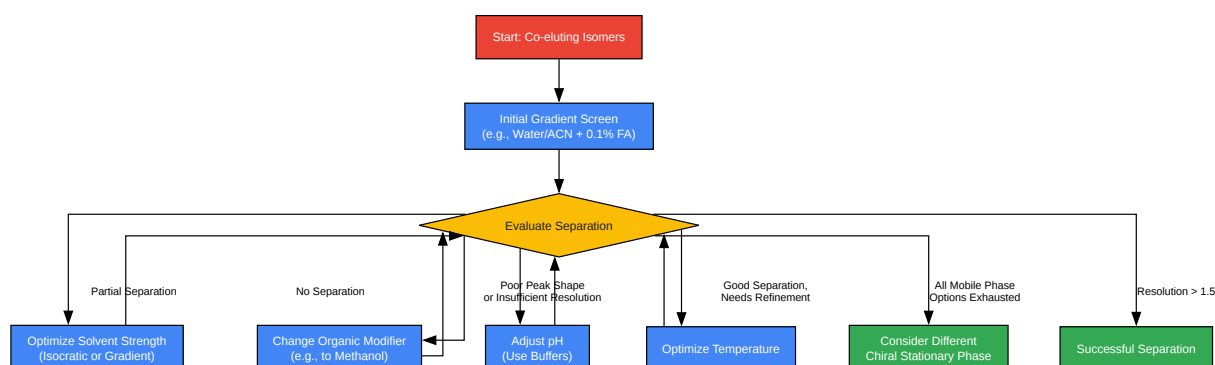 Start: Co-eluting Isomers
Initial Gradient Screen
(e.g., Water/ACN + 0.1% FA)
Evaluate Separation
Partial Separation
No Separation
Poor Peak Shape
or Insufficient Resolution
Good Separation,
Needs Refinement
All Mobile Phase
Options Exhausted
Resolution > 1.5
Optimize Solvent Strength
(Isocratic or Gradient)
Change Organic Modifier
(e.g., to Methanol)
Adjust pH
(Use Buffers)
Optimize Temperature
Consider Different
Chiral Stationary Phase
Successful Separation